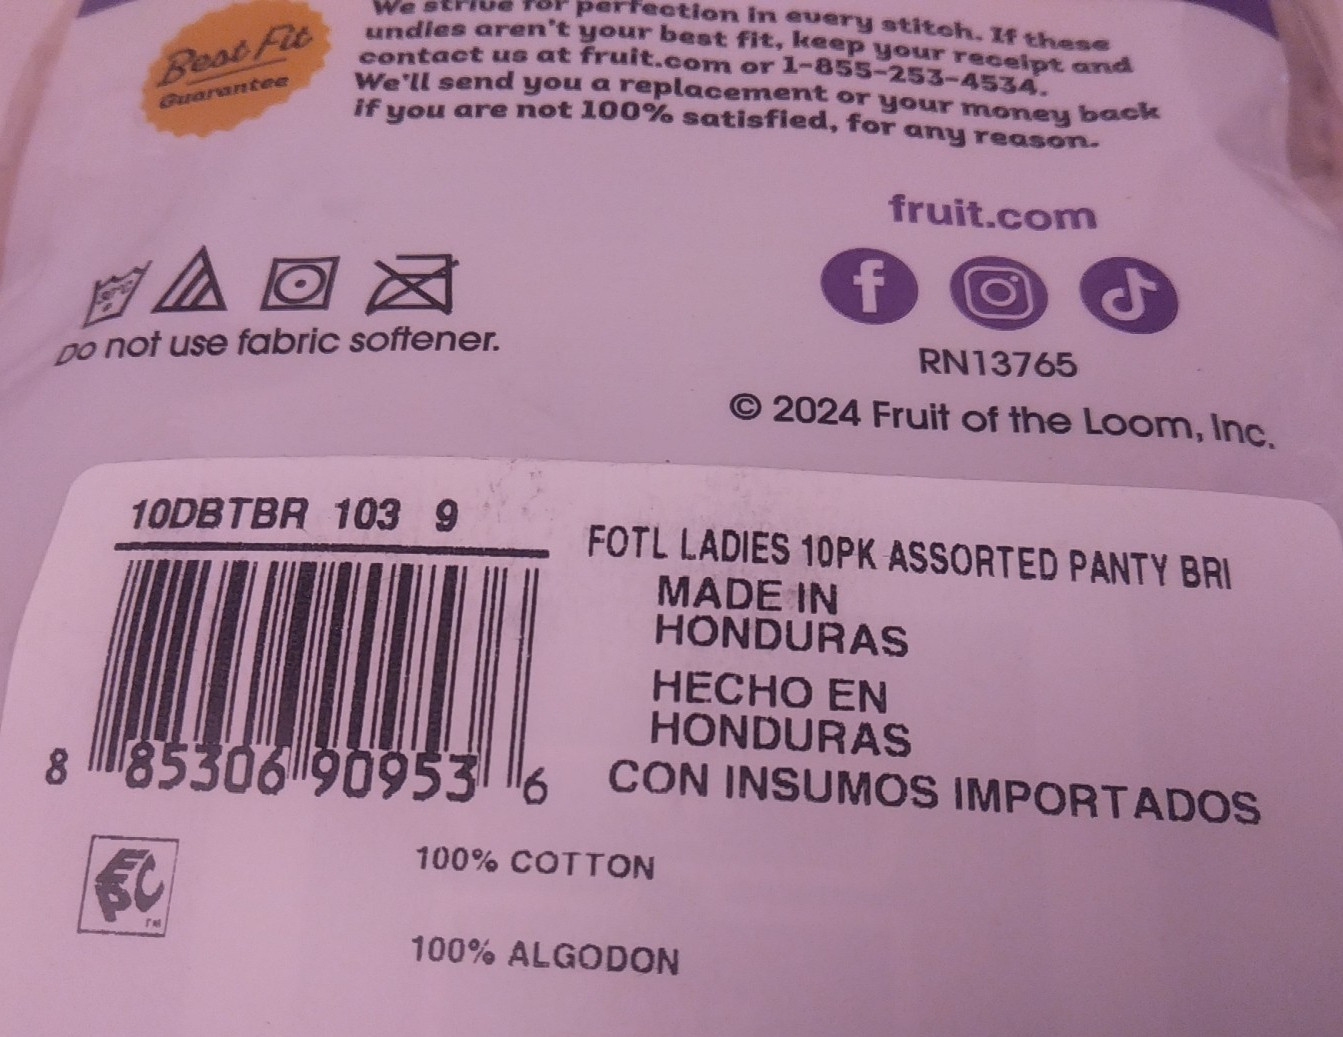 Best Fit
Guarantee
We strive for perfection in every stitch. If these
undies aren't your best fit, keep your receipt and
contact us at fruit.com or 1-855-253-4534.
We'll send you a replacement or your money back
if you are not 100% satisfied, for any reason.
fruit.com
30°C
Do not use fabric softener.
RN13765
© 2024 Fruit of the Loom, Inc.
10DBTBR 103 9
FOTL LADIES 10PK ASSORTED PANTY BRI
MADE IN
HONDURAS
HECHO EN
HONDURAS
CON INSUMOS IMPORTADOS
8 85306 90953 6
100% COTTON
100% ALGODON